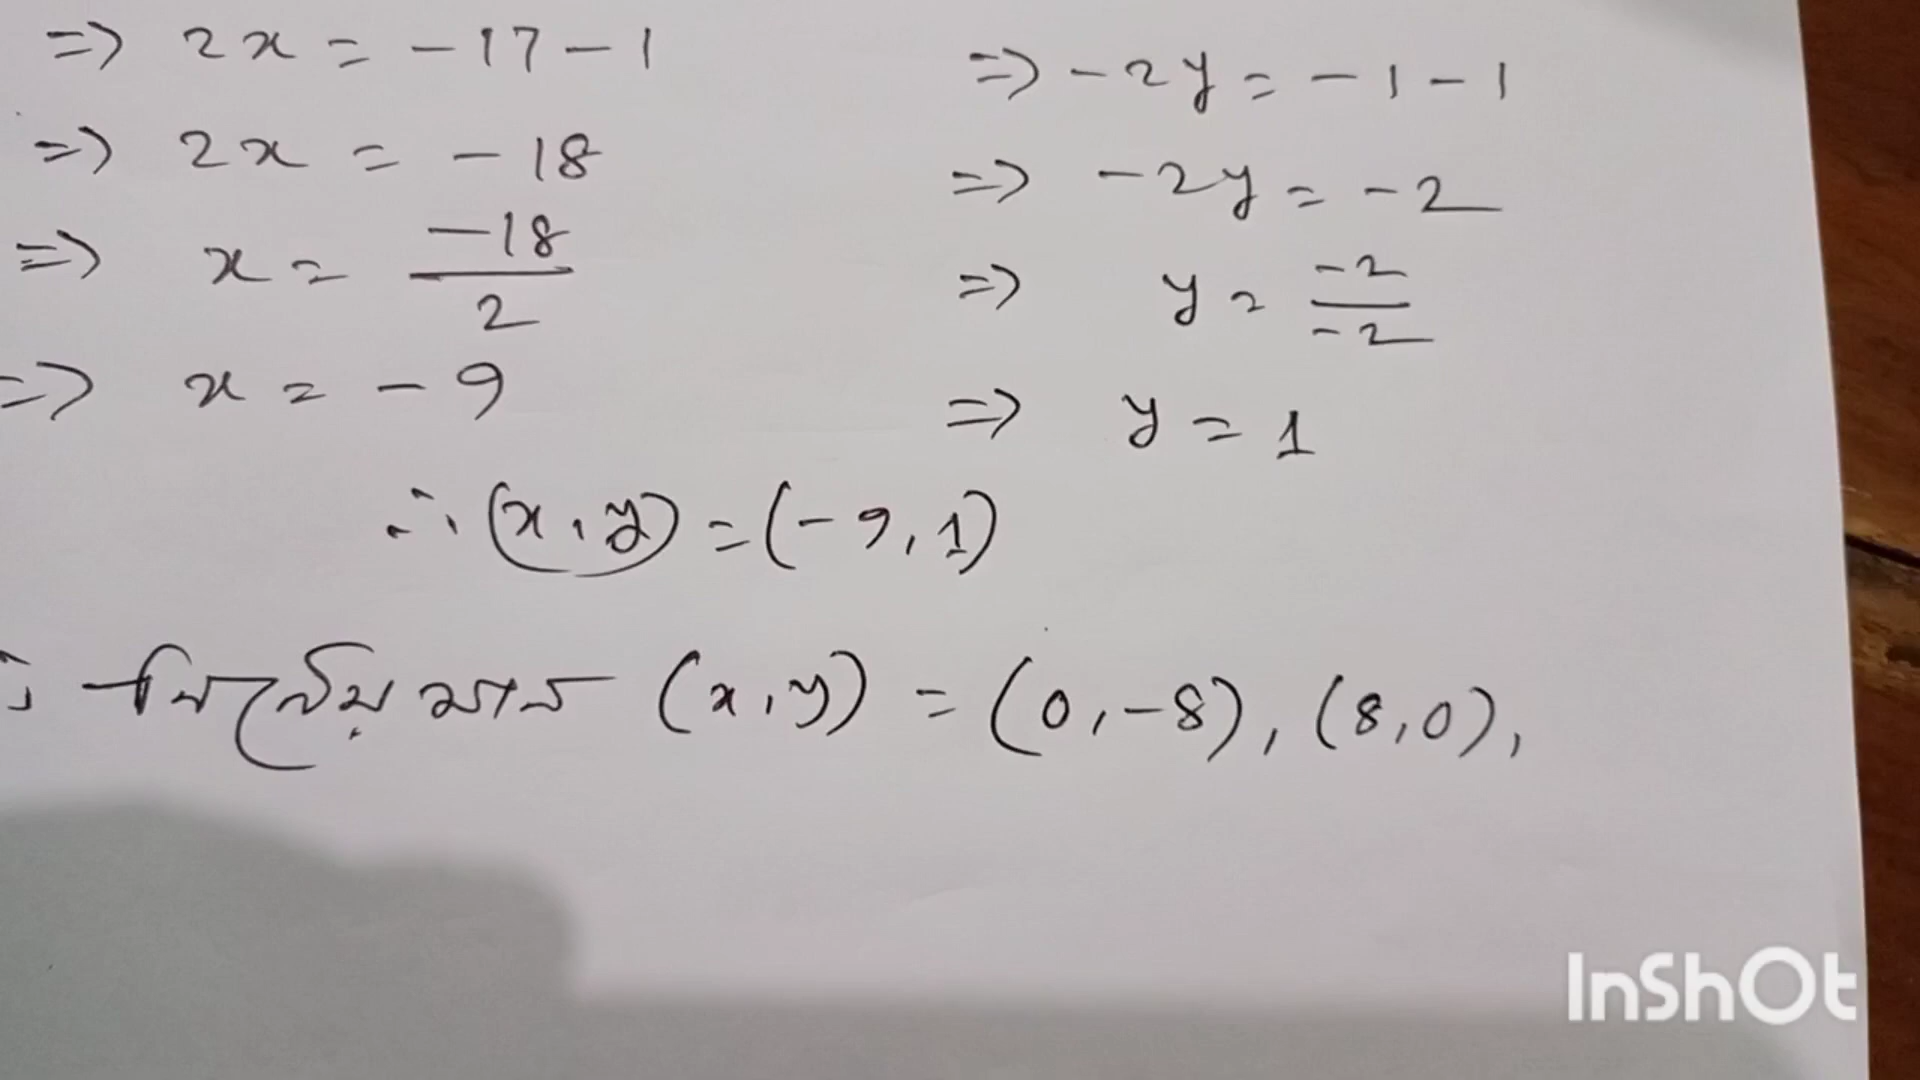 ⇒ 2x = -17 - 1
⇒ 2x = -18
⇒ x = -18/2
⇒ x = -9
⇒ -2y = -1 - 1
⇒ -2y = -2
⇒ y = -2/-2
⇒ y = 1
∴ (x, y) = (-9, 1)
নির্ণেয় মান (x, y) = (0, -8), (8, 0),
InShOt